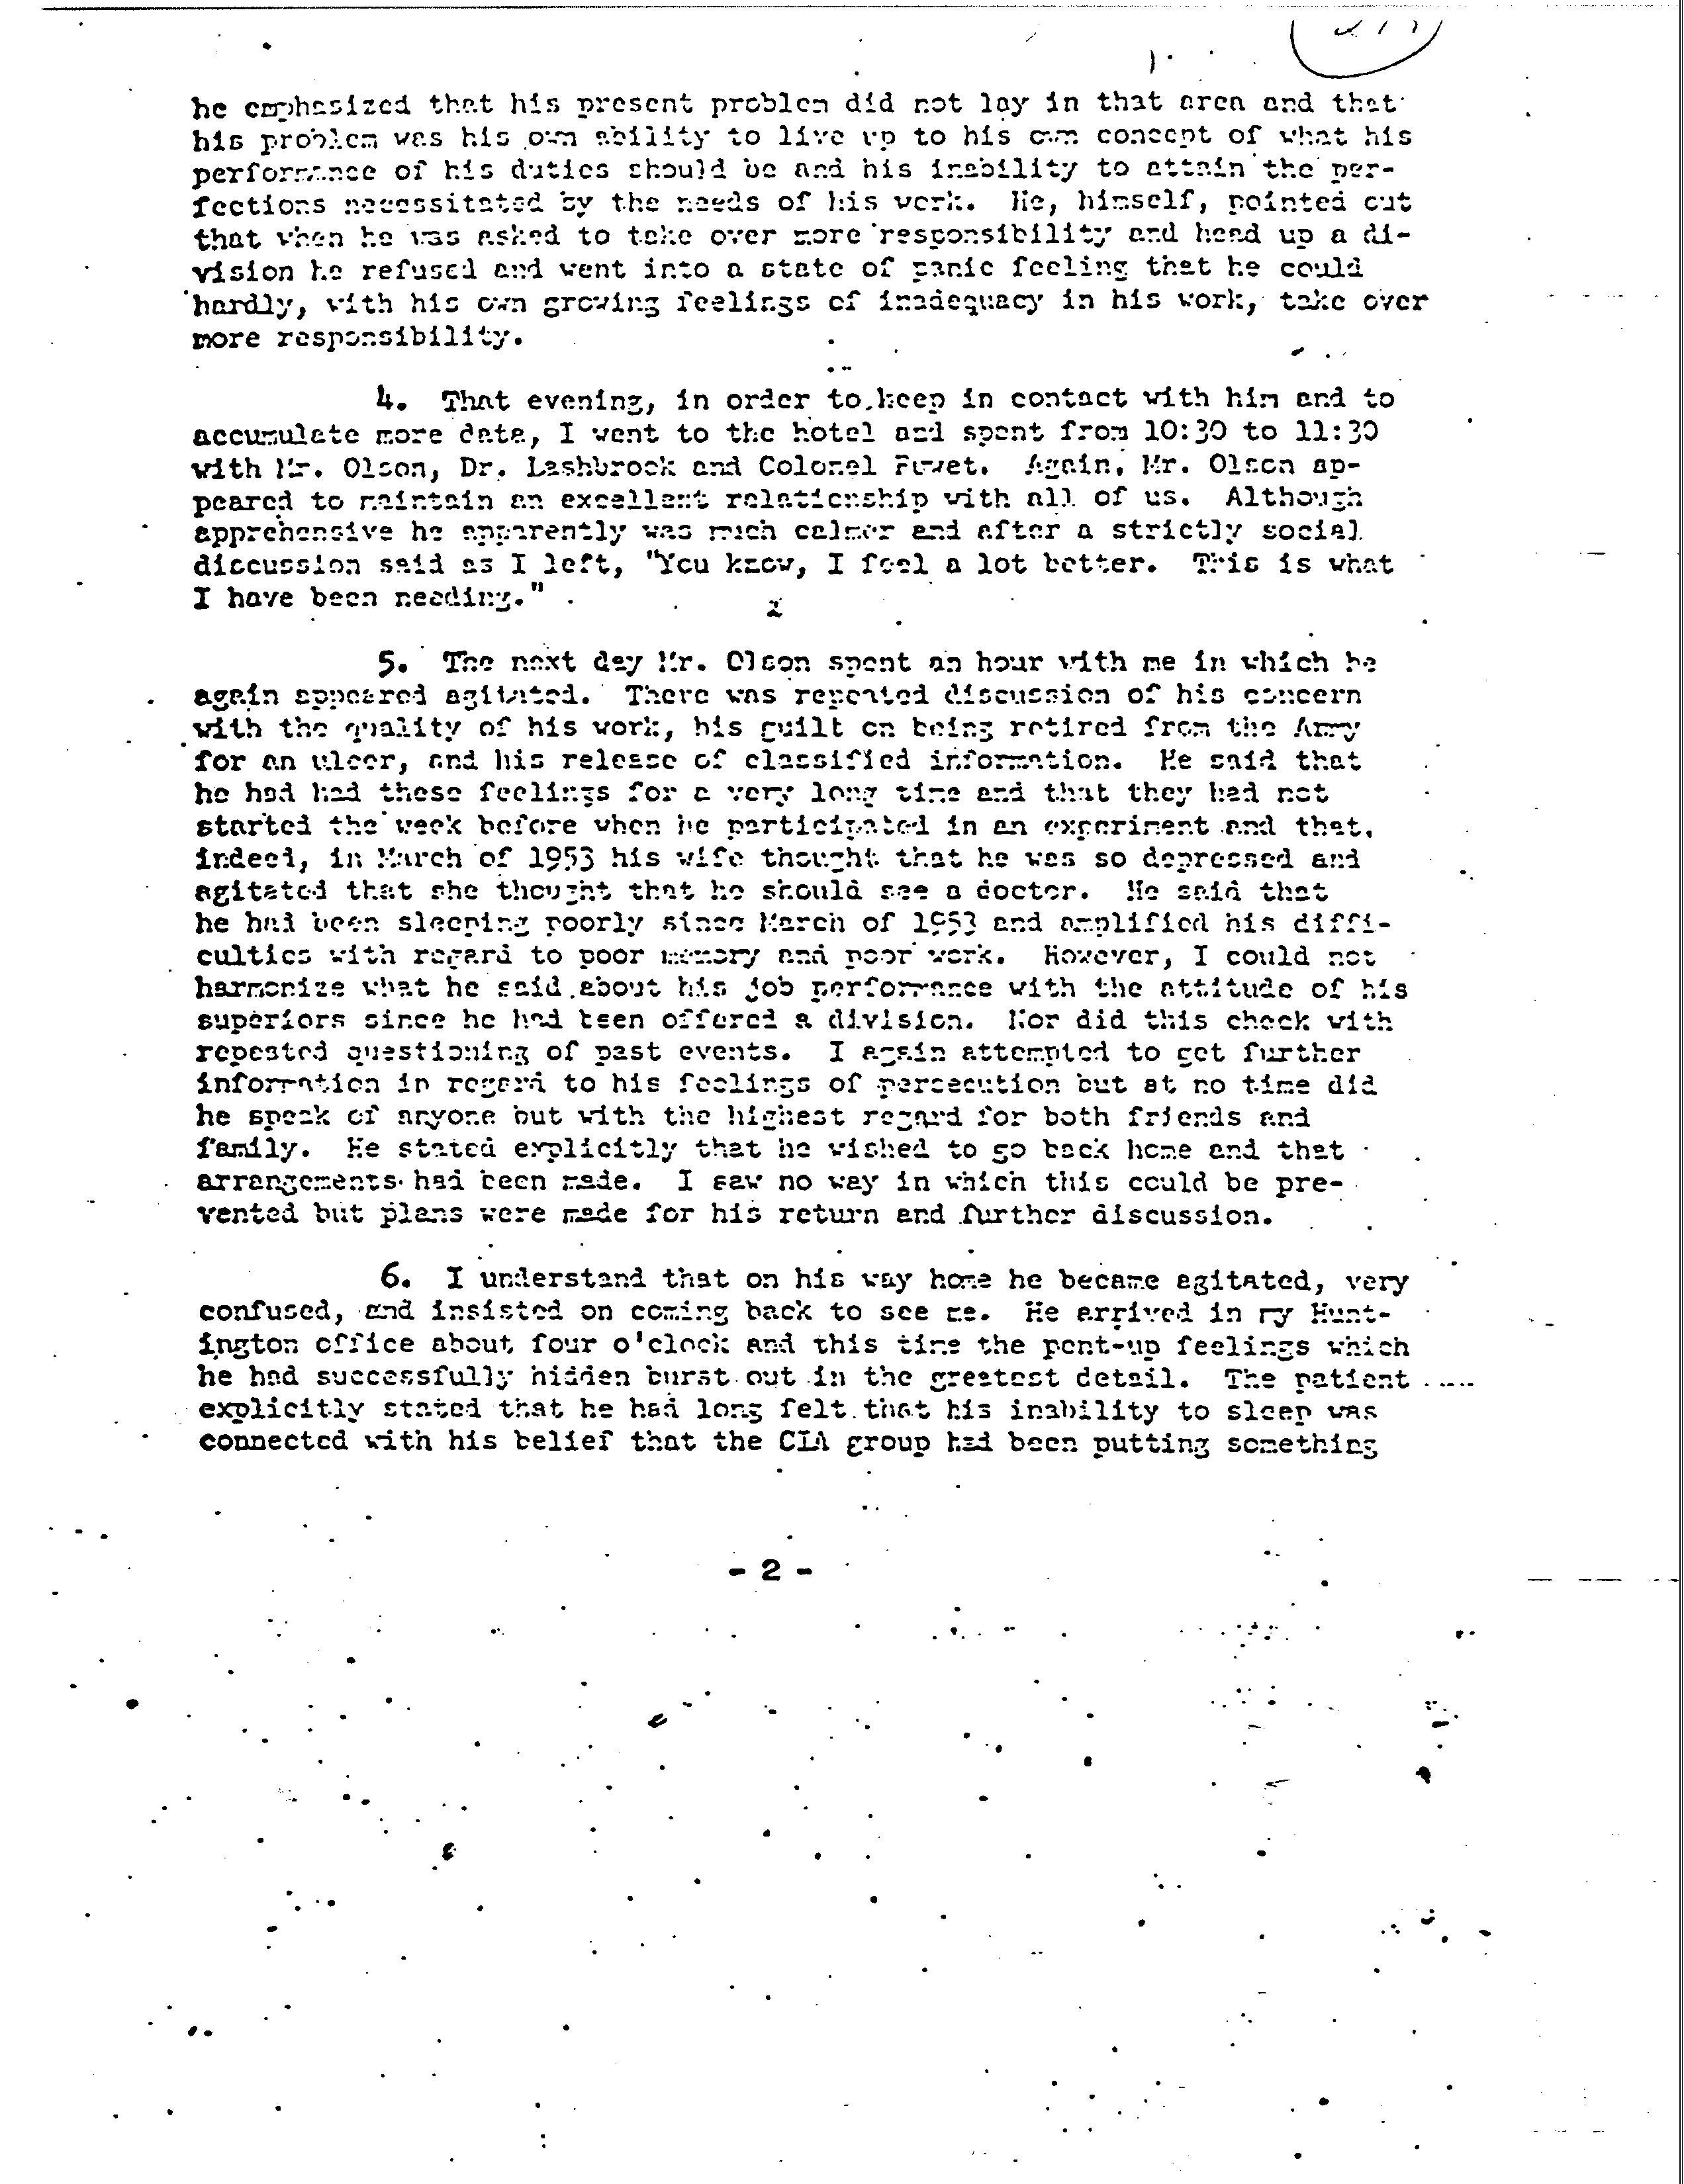 he emphasized that his present problem did not lay in that area and that
his problem was his own ability to live up to his own concept of what his
performance of his duties should be and his inability to attain the per-
fections necessitated by the needs of his work. He, himself, pointed out
that when he was asked to take over more responsibility and head up a di-
vision he refused and went into a state of panic feeling that he could
hardly, with his own growing feelings of inadequacy in his work, take over
more responsibility.
4. That evening, in order to keep in contact with him and to
accumulate more data, I went to the hotel and spent from 10:30 to 11:30
with Mr. Olson, Dr. Lashbrook and Colonel Ruwet. Again, Mr. Olson ap-
peared to maintain an excellent relationship with all of us. Although
apprehensive he apparently was much calmer and after a strictly social
discussion said as I left, "You know, I feel a lot better. This is what
I have been needing."
5. The next day Mr. Olson spent an hour with me in which he
again appeared agitated. There was repeated discussion of his concern
with the quality of his work, his guilt on being retired from the Army
for an ulcer, and his release of classified information. He said that
he had had these feelings for a very long time and that they had not
started the week before when he participated in an experiment and that,
indeed, in March of 1953 his wife thought that he was so depressed and
agitated that she thought that he should see a doctor. He said that
he had been sleeping poorly since March of 1953 and amplified his diffi-
culties with regard to poor memory and poor work. However, I could not
harmonize what he said about his job performance with the attitude of his
superiors since he had been offered a division. Nor did this check with
repeated questioning of past events. I again attempted to get further
information in regard to his feelings of persecution but at no time did
he speak of anyone but with the highest regard for both friends and
family. He stated explicitly that he wished to go back home and that
arrangements had been made. I saw no way in which this could be pre-
vented but plans were made for his return and further discussion.
6. I understand that on his way home he became agitated, very
confused, and insisted on coming back to see me. He arrived in my Hunt-
ington office about four o'clock and this time the pent-up feelings which
he had successfully hidden burst out in the greatest detail. The patient
explicitly stated that he had long felt that his inability to sleep was
connected with his belief that the CIA group had been putting something
- 2 -